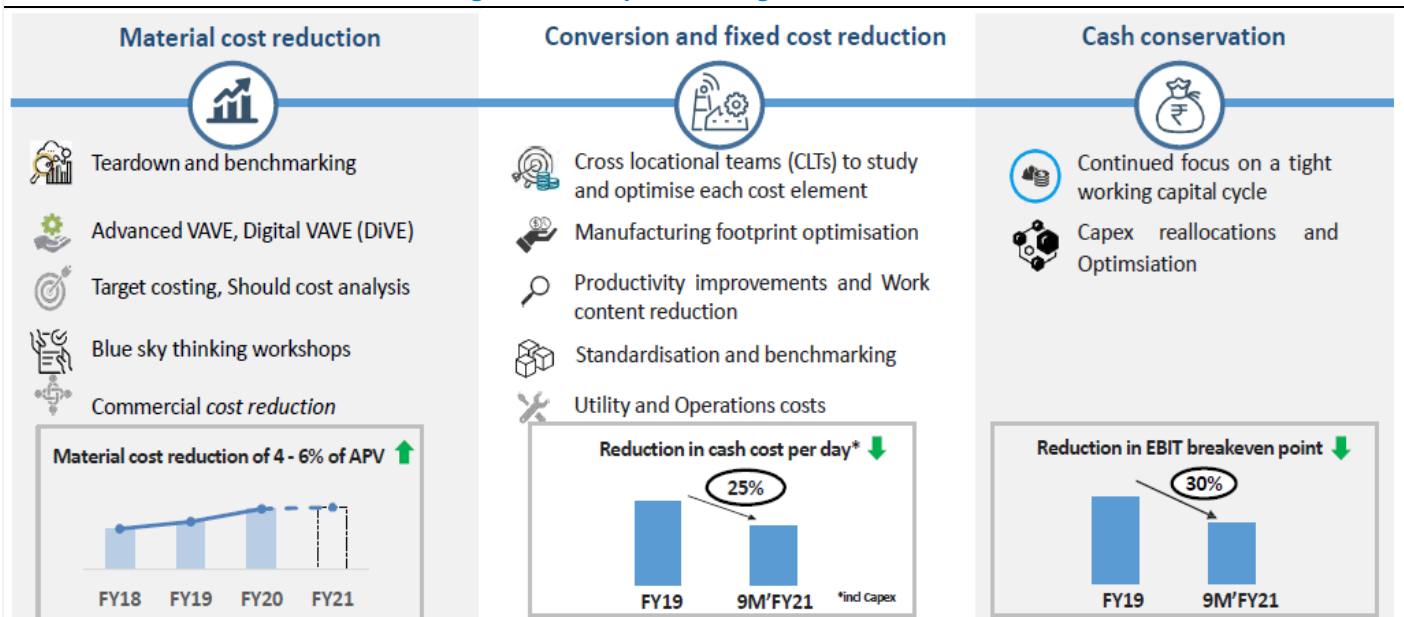 Material cost reduction
Teardown and benchmarking
Advanced VAVE, Digital VAVE (DiVE)
Target costing, Should cost analysis
Blue sky thinking workshops
Commercial cost reduction
Material cost reduction of 4 - 6% of APV
FY18 FY19 FY20 FY21
Conversion and fixed cost reduction
Cross locational teams (CLTs) to study
and optimise each cost element
Manufacturing footprint optimisation
Productivity improvements and Work
content reduction
Standardisation and benchmarking
Utility and Operations costs
Reduction in cash cost per day*
25%
FY19 9M'FY21 *incl Capex
Cash conservation
₹
Continued focus on a tight
working capital cycle
Capex reallocations and
Optimsiation
Reduction in EBIT breakeven point
30%
FY19 9M'FY21